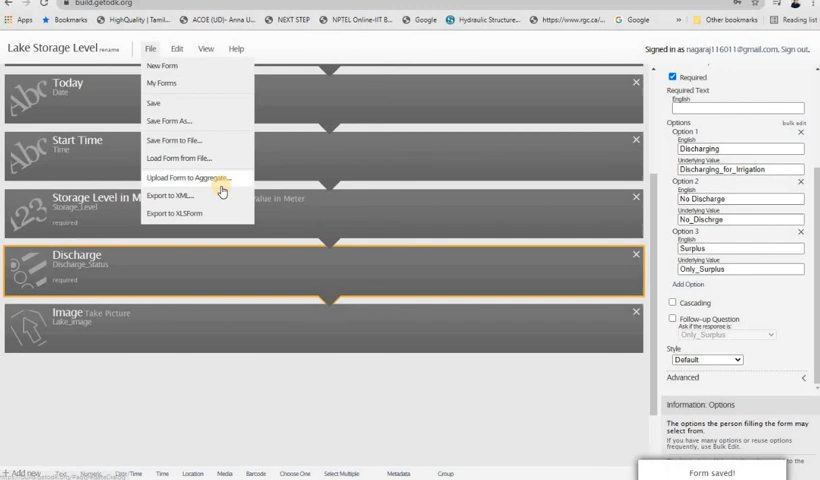 build.getodk.org
Apps
Bookmarks
HighQuality | Tamil...
ACOE (UD)- Anna U...
NEXT STEP
NPTEL Online-IIT B...
Google
Hydraulic Structure...
https://www.rgc.ca/...
Google
»
Other bookmarks
Reading list
Lake Storage Level rename
File
Edit
View
Help
Signed in as nagaraj116011@gmail.com. Sign out.
New Form
My Forms
Save
Save Form As...
Save Form to File...
Load Form from File...
Upload Form to Aggregate...
Export to XML...
Export to XLSForm
Today
Date
Start Time
Time
Storage Level in M
Value in Meter
Storage_Level
required
Discharge
Discharge_Status
required
Image Take Picture
Lake_Image
Required
Required Text
English
Options
bulk edit
Option 1
English
Discharging
Underlying Value
Discharging_for_Irrigation
Option 2
English
No Discharge
Underlying Value
No_Dischrge
Option 3
English
Surplus
Underlying Value
Only_Surplus
Add Option
Cascading
Follow-up Question
Ask if the response is:
Only_Surplus
Style
Default
Advanced
Information: Options
The options the person filling the form may
select from.
If you have many options or reuse options
frequently, use Bulk Edit.
+ Add new
Text
Numeric
Date/Time
Time
Location
Media
Barcode
Choose One
Select Multiple
Metadata
Group
Form saved!